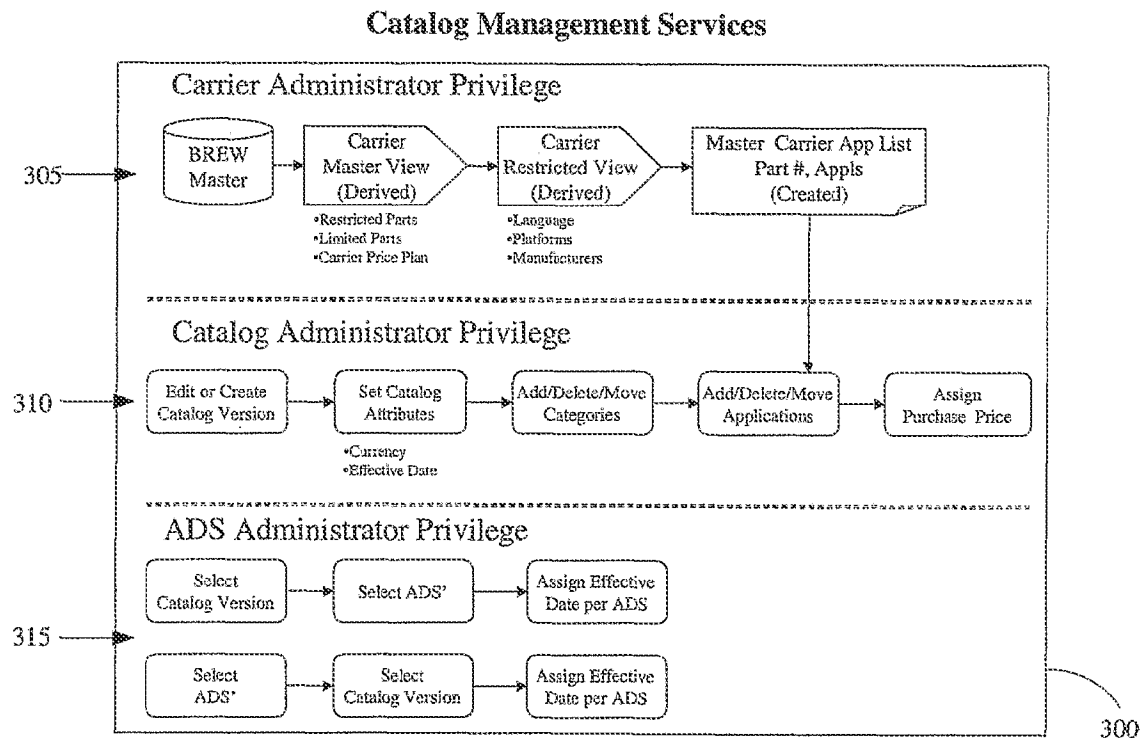 Catalog Management Services
Carrier Administrator Privilege
305
BREW
Master
Carrier
Master View
(Derived)
•Restricted Parts
•Limited Parts
•Carrier Price Plan
Carrier
Restricted View
(Derived)
•Language
•Platforms
•Manufacturers
Master Carrier App List
Part #, Appls
(Created)
Catalog Administrator Privilege
310
Edit or Create
Catalog Version
Set Catalog
Attributes
•Currency
•Effective Date
Add/Delete/Move
Categories
Add/Delete/Move
Applications
Assign
Purchase Price
ADS Administrator Privilege
315
Select
Catalog Version
Select ADS'
Assign Effective
Date per ADS
Select
ADS'
Select
Catalog Version
Assign Effective
Date per ADS
300